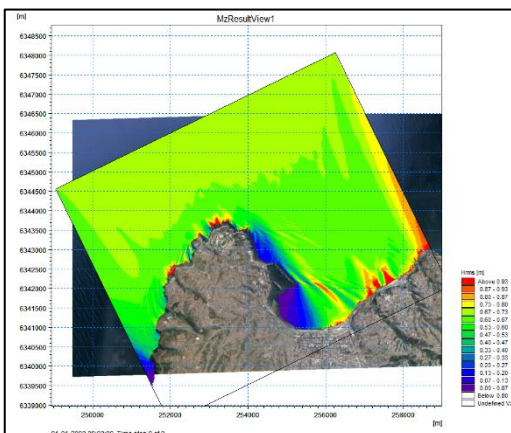 [m]
MzResultView1
6348500
6348000
6347500
6347000
6346500
6346000
6345500
6345000
6344500
6344000
6343500
6343000
6342500
6342000
6341500
6341000
6340500
6340000
6339500
6339000
250000
252000
254000
256000
258000
[m]
Hrms [m]
Above 0.93
0.87 - 0.93
0.80 - 0.87
0.73 - 0.80
0.67 - 0.73
0.60 - 0.67
0.53 - 0.60
0.47 - 0.53
0.40 - 0.47
0.33 - 0.40
0.27 - 0.33
0.20 - 0.27
0.13 - 0.20
0.07 - 0.13
0.00 - 0.07
Below 0.00
Undefined Va